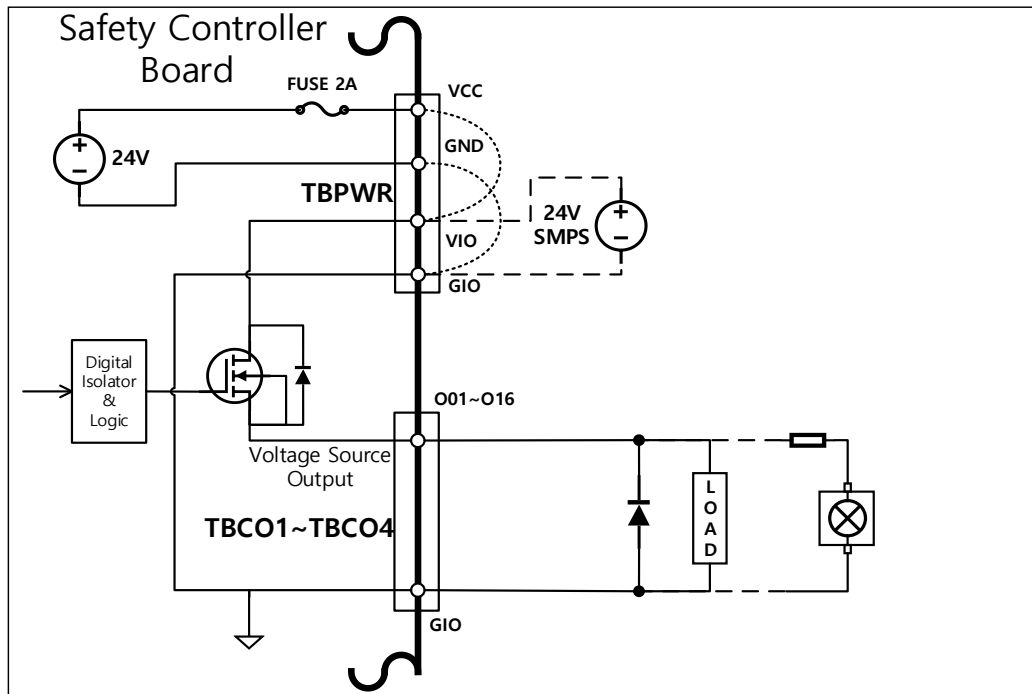 Safety Controller
Board
FUSE 2A
VCC
+
24V
−
GND
TBPWR
VIO
24V
SMPS
+
−
GIO
Digital
Isolator
&
Logic
O01~O16
Voltage Source
Output
TBCO1~TBCO4
LOAD
GIO